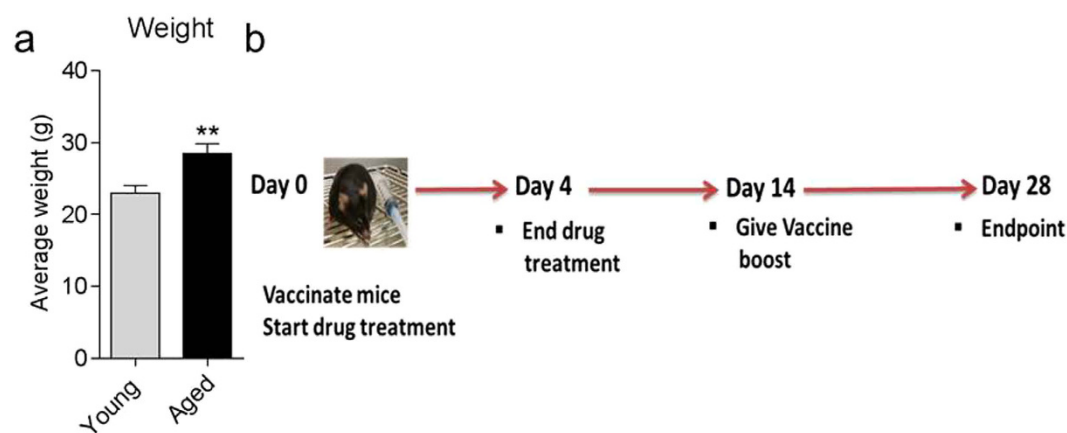 a
Weight
Average weight (g)
40
30
20
10
0
**
Young
Aged
b
Day 0
Vaccinate mice
Start drug treatment
Day 4
▪ End drug
treatment
Day 14
▪ Give Vaccine
boost
Day 28
▪ Endpoint